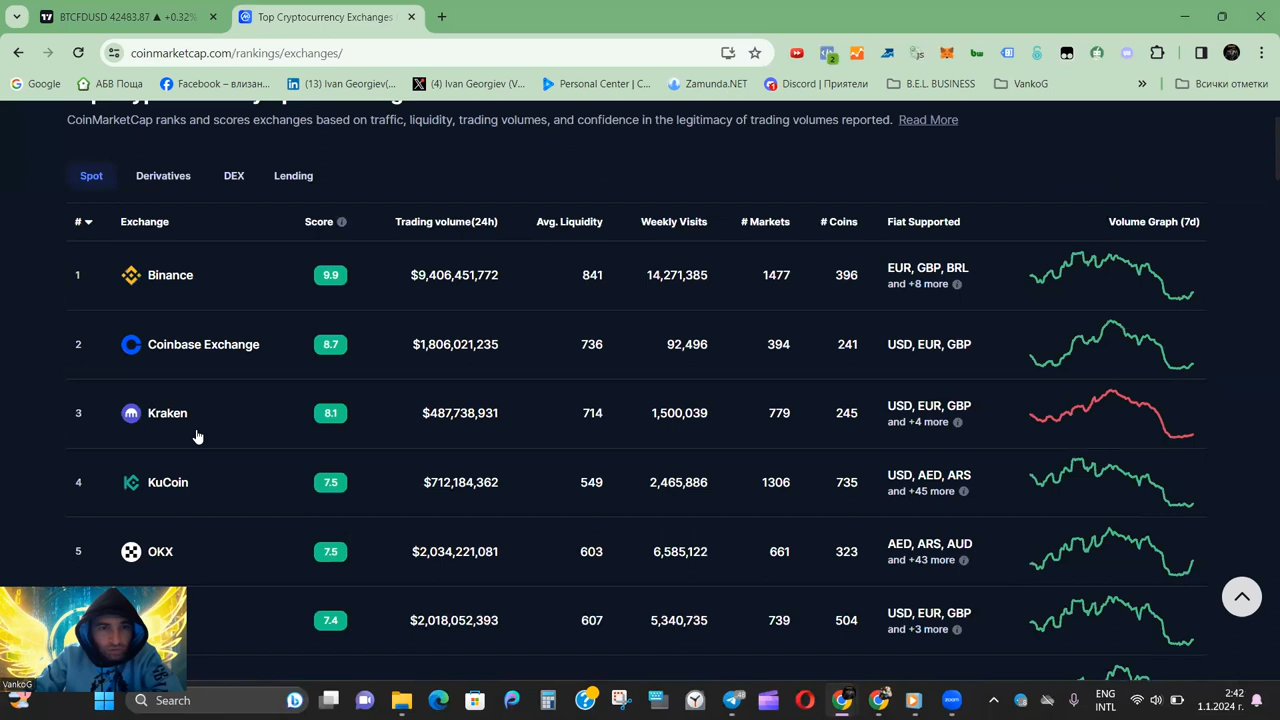 BTCFDUSD 42483.87 ▲ +0.32%
Top Cryptocurrency Exchanges
coinmarketcap.com/rankings/exchanges/
2
Google
АБВ Поща
Facebook – влизан...
(13) Ivan Georgiev(...
(4) Ivan Georgiev (V...
Personal Center | C...
Zamunda.NET
Discord | Приятели
B.E.L. BUSINESS
VankoG
»
Всички отметки
CoinMarketCap ranks and scores exchanges based on traffic, liquidity, trading volumes, and confidence in the legitimacy of trading volumes reported. Read More
Spot Derivatives DEX Lending
# Exchange Score Trading volume(24h) Avg. Liquidity Weekly Visits # Markets # Coins Fiat Supported Volume Graph (7d)
1 Binance 9.9 $9,406,451,772 841 14,271,385 1477 396 EUR, GBP, BRL
and +8 more
2 Coinbase Exchange 8.7 $1,806,021,235 736 92,496 394 241 USD, EUR, GBP
3 Kraken 8.1 $487,738,931 714 1,500,039 779 245 USD, EUR, GBP
and +4 more
4 KuCoin 7.5 $712,184,362 549 2,465,886 1306 735 USD, AED, ARS
and +45 more
5 OKX 7.5 $2,034,221,081 603 6,585,122 661 323 AED, ARS, AUD
and +43 more
7.4 $2,018,052,393 607 5,340,735 739 504 USD, EUR, GBP
and +3 more
VankoG
Search
ENG
INTL
2:42
1.1.2024 г.